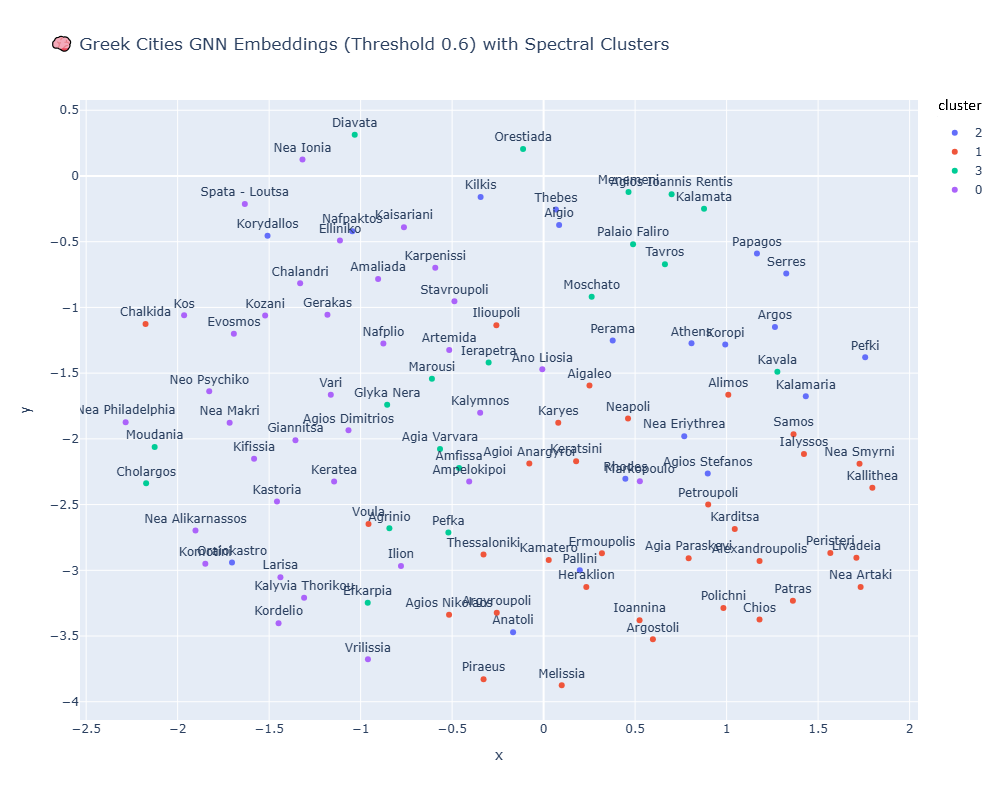 🧠 Greek Cities GNN Embeddings (Threshold 0.6) with Spectral Clusters
cluster
2
1
3
0
0.5
0
−0.5
−1
−1.5
−2
−2.5
−3
−3.5
−4
y
Diavata
Orestiada
Nea Ionia
Menemeni
Agios Ioannis Rentis
Kilkis
Spata - Loutsa
Thebes
Kalamata
Nafpaktos
Kaisariani
Aigio
Korydallos
Elliniko
Palaio Faliro
Papagos
Karpenissi
Tavros
Amaliada
Chalandri
Serres
Stavroupoli
Moschato
Chalkida
Kos
Kozani
Gerakas
Ilioupoli
Evosmos
Argos
Nafplio
Artemida
Perama
Athens
Koropi
Ierapetra
Ano Liosia
Pefki
Marousi
Aigaleo
Kavala
Neo Psychiko
Vari
Glyka Nera
Alimos
Kalamaria
Kalymnos
Nea Philadelphia
Nea Makri
Agios Dimitrios
Karyes
Neapoli
Nea Eriythrea
Samos
Moudania
Giannitsa
Agia Varvara
Ialyssos
Kifissia
Amfissa
Agioi Anargyroi
Keratsini
Nea Smyrni
Cholargos
Keratea
Ampelokipoi
Rhodes
Markopoulo
Agios Stefanos
Kallithea
Kastoria
Petroupoli
Nea Alikarnassos
Voula
Agrinio
Pefka
Karditsa
Komotini
Oraiokastro
Ilion
Thessaloniki
Kamatero
Ermoupolis
Agia Paraskevi
Alexandroupolis
Peristeri
Livadeia
Larisa
Pallini
Kalyvia Thorikou
Efkarpia
Heraklion
Nea Artaki
Kordelio
Agios Nikolaos
Argyroupoli
Polichni
Patras
Anatoli
Ioannina
Chios
Argostoli
Vrilissia
Piraeus
Melissia
−2.5
−2
−1.5
−1
−0.5
0
0.5
1
1.5
2
x